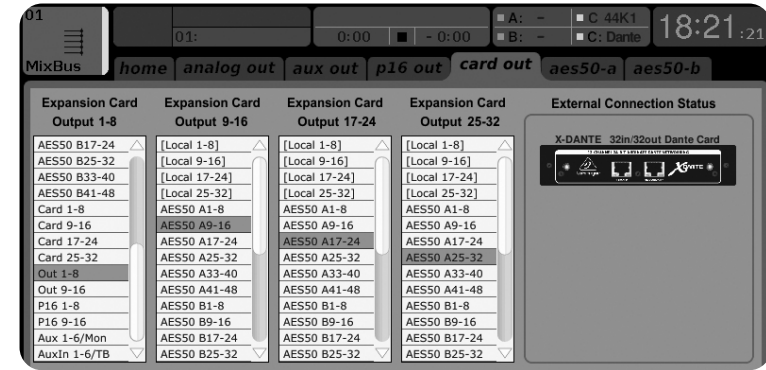 01
MixBus
01:
0:00 - 0:00
A: -
B: -
C 44K1
C: Dante
18:21:21
home analog out aux out p16 out card out aes50-a aes50-b
Expansion Card
Output 1-8
AES50 B17-24
AES50 B25-32
AES50 B33-40
AES50 B41-48
Card 1-8
Card 9-16
Card 17-24
Card 25-32
Out 1-8
Out 9-16
P16 1-8
P16 9-16
Aux 1-6/Mon
AuxIn 1-6/TB
Expansion Card
Output 9-16
[Local 1-8]
[Local 9-16]
[Local 17-24]
[Local 25-32]
AES50 A1-8
AES50 A9-16
AES50 A17-24
AES50 A25-32
AES50 A33-40
AES50 A41-48
AES50 B1-8
AES50 B9-16
AES50 B17-24
AES50 B25-32
Expansion Card
Output 17-24
[Local 1-8]
[Local 9-16]
[Local 17-24]
[Local 25-32]
AES50 A1-8
AES50 A9-16
AES50 A17-24
AES50 A25-32
AES50 A33-40
AES50 A41-48
AES50 B1-8
AES50 B9-16
AES50 B17-24
AES50 B25-32
Expansion Card
Output 25-32
[Local 1-8]
[Local 9-16]
[Local 17-24]
[Local 25-32]
AES50 A1-8
AES50 A9-16
AES50 A17-24
AES50 A25-32
AES50 A33-40
AES50 A41-48
AES50 B1-8
AES50 B9-16
AES50 B17-24
AES50 B25-32
External Connection Status
X-DANTE 32in/32out Dante Card